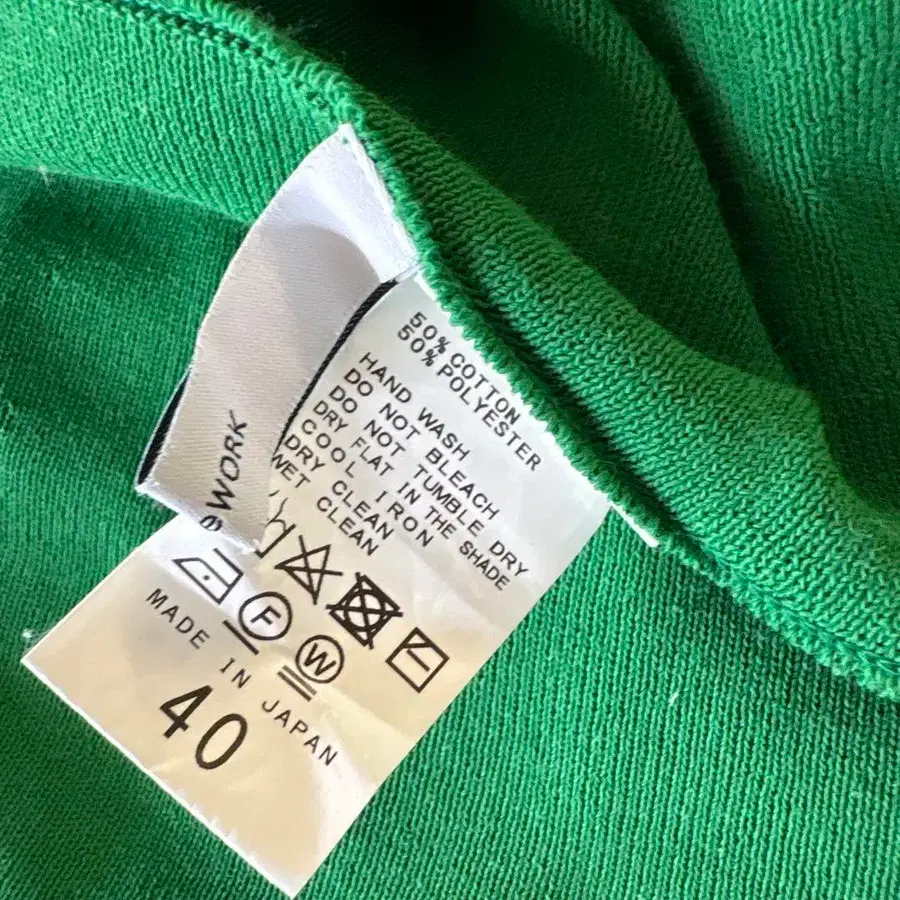 WORK
50% COTTON
50% POLYESTER
HAND WASH
DO NOT BLEACH
DO NOT TUMBLE DRY
DRY FLAT IN THE SHADE
COOL IRON
DRY CLEAN
WET CLEAN
F
W
MADE IN JAPAN
40